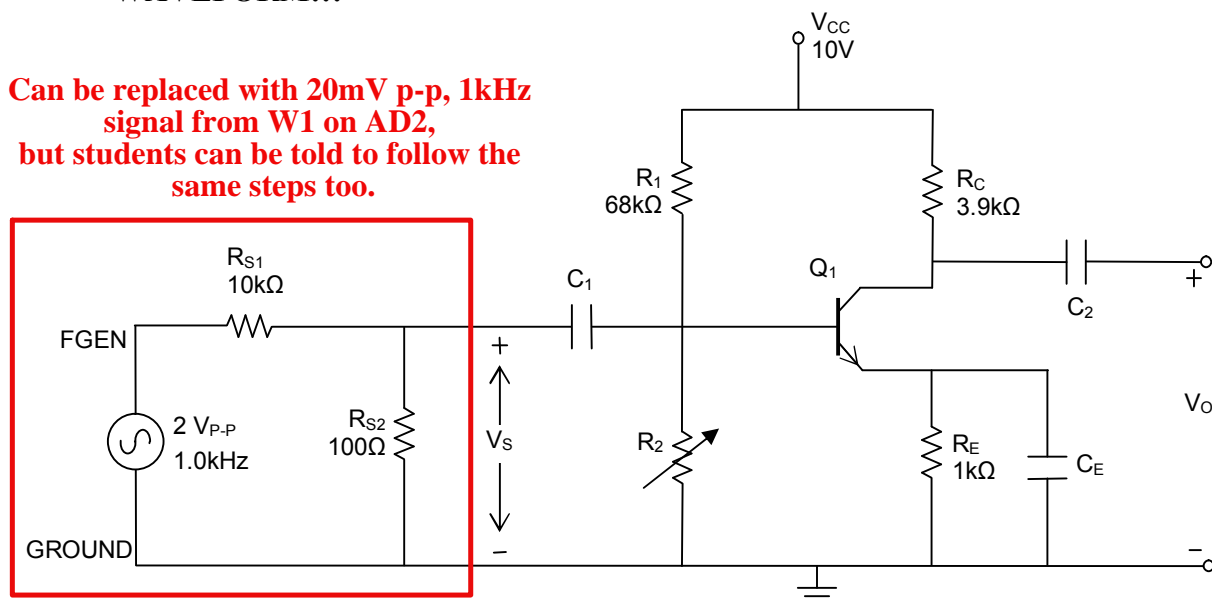 Can be replaced with 20mV p-p, 1kHz
signal from W1 on AD2,
but students can be told to follow the
same steps too.
VCC
10V
R1
68kΩ
RC
3.9kΩ
RS1
10kΩ
C1
Q1
C2
+
FGEN
+
2 VP-P
1.0kHz
RS2
100Ω
VS
R2
RE
1kΩ
CE
VO
GROUND
−
−